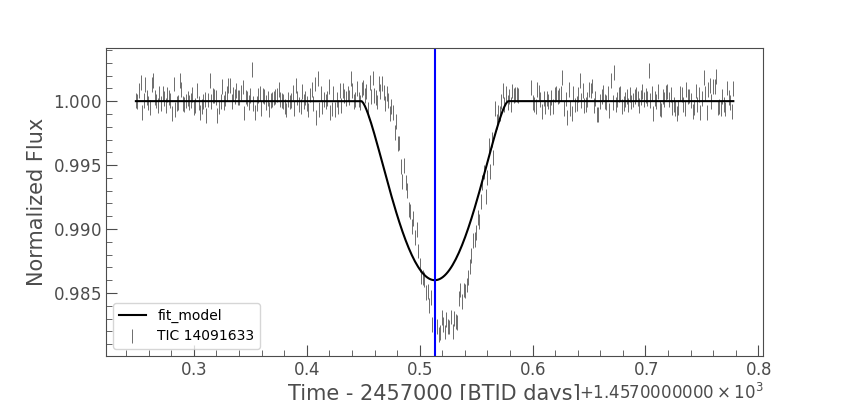 1.000
0.995
0.990
0.985
Normalized Flux
fit_model
TIC 14091633
0.3 0.4 0.5 0.6 0.7 0.8
Time - 2457000 [BTJD days]
+1.4570000000 × 10³